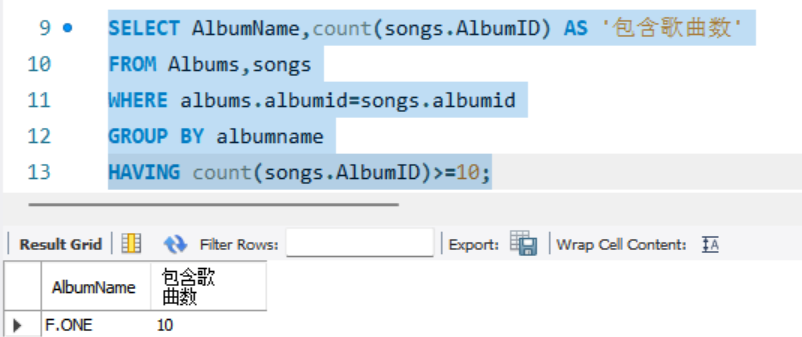 9 SELECT AlbumName,count(songs.AlbumID) AS '包含歌曲数'
10 FROM Albums,songs
11 WHERE albums.albumid=songs.albumid
12 GROUP BY albumname
13 HAVING count(songs.AlbumID)>=10;
Result Grid Filter Rows: Export: Wrap Cell Content: IA
AlbumName 包含歌
曲数
F.ONE 10